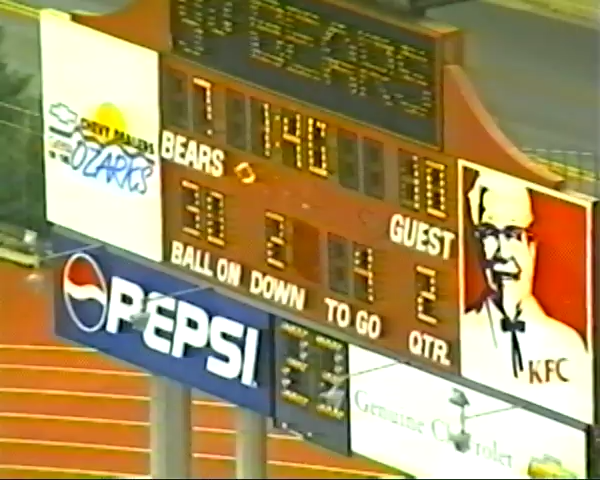 BEARS
7 1:40 10
BEARS GUEST
30 2 4 2
BALL ON DOWN TO GO QTR.
CHEVY DEALERS
OZARKS
PEPSI
Genuine Chevrolet
KFC